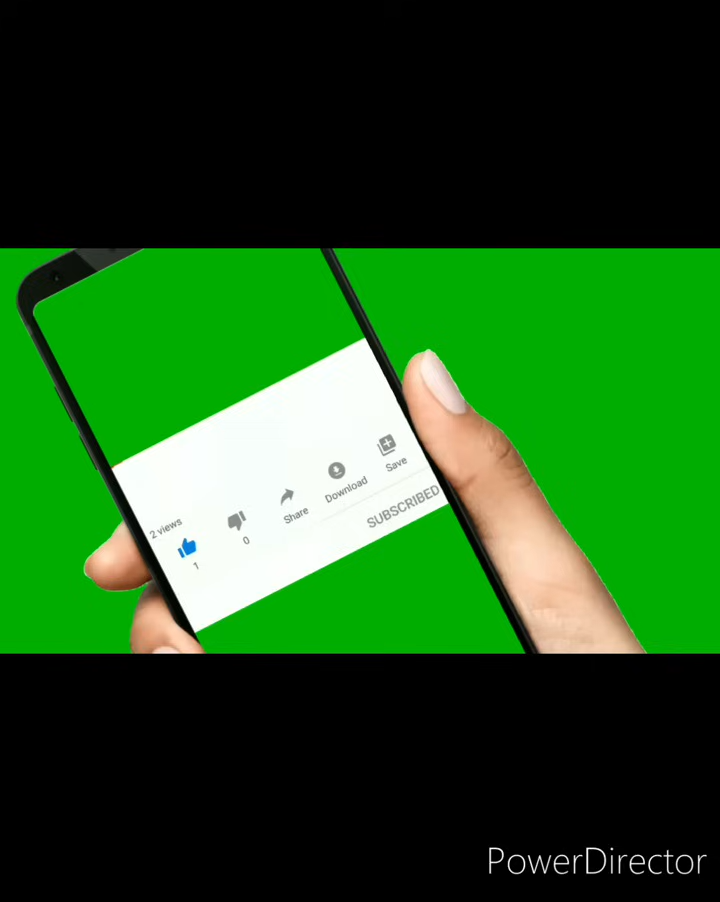 2 views
1
0
Share
Download
Save
SUBSCRIBED
PowerDirector